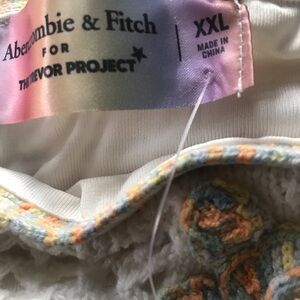 Abercrombie & Fitch
FOR
THE TREVOR PROJECT
XXL
MADE IN
CHINA